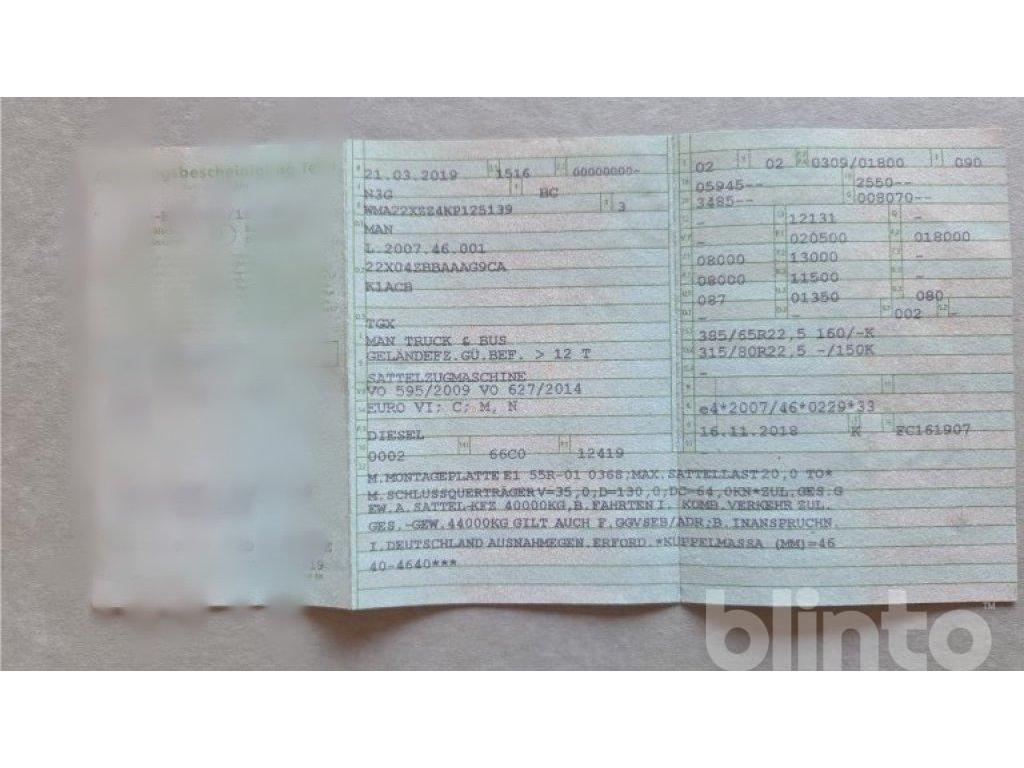 21.03.2019 1516 00000000-
N3G BC
WMA22XZZ4KP125139 3
MAN
L.2007.46.001
22X04ZBBAAAG9CA
K1ACB
TGX
MAN TRUCK & BUS
GELÄNDEFZ.GÜ.BEF. > 12 T
SATTELZUGMASCHINE
VO 595/2009 VO 627/2014
EURO VI; C; M, N
DIESEL
0002 66C0 12419
M.MONTAGEPLATTE E1 55R-01 0368;MAX.SATTELLAST 20,0 TO*
M.SCHLUSSQUERTRÄGER V=35,0;D=130,0;DC=64,0KN*ZUL.GES.G
EW.A.SATTEL-KFZ 40000KG,B.FAHRTEN I. KOMB.VERKEHR ZUL.
GES.-GEW.44000KG GILT AUCH F.GGVSEB/ADR;B.INANSPRUCHN.
I.DEUTSCHLAND AUSNAHMEGEN.ERFORD.*KUPPELMASSA (MM)=46
40-4640***
02 02 0309/01800 090
05945-- 2550--
3485-- 008070--
- 12131 -
- 020500 018000
08000 13000 -
08000 11500 -
087 01350 080
002 -
385/65R22,5 160/-K
315/80R22,5 -/150K
-
e4*2007/46*0229*33
16.11.2018 K FC161907
-
19
blinto™